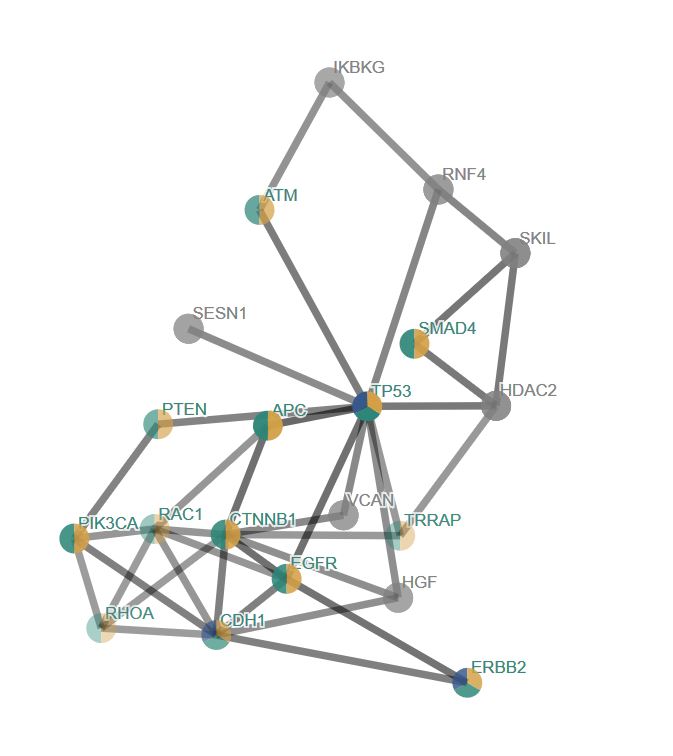 IKBKG
RNF4
ATM
SKIL
SESN1
SMAD4
TP53
HDAC2
PTEN
APC
VCAN
PIK3CA
RAC1
CTNNB1
TRRAP
EGFR
HGF
RHOA
CDH1
ERBB2